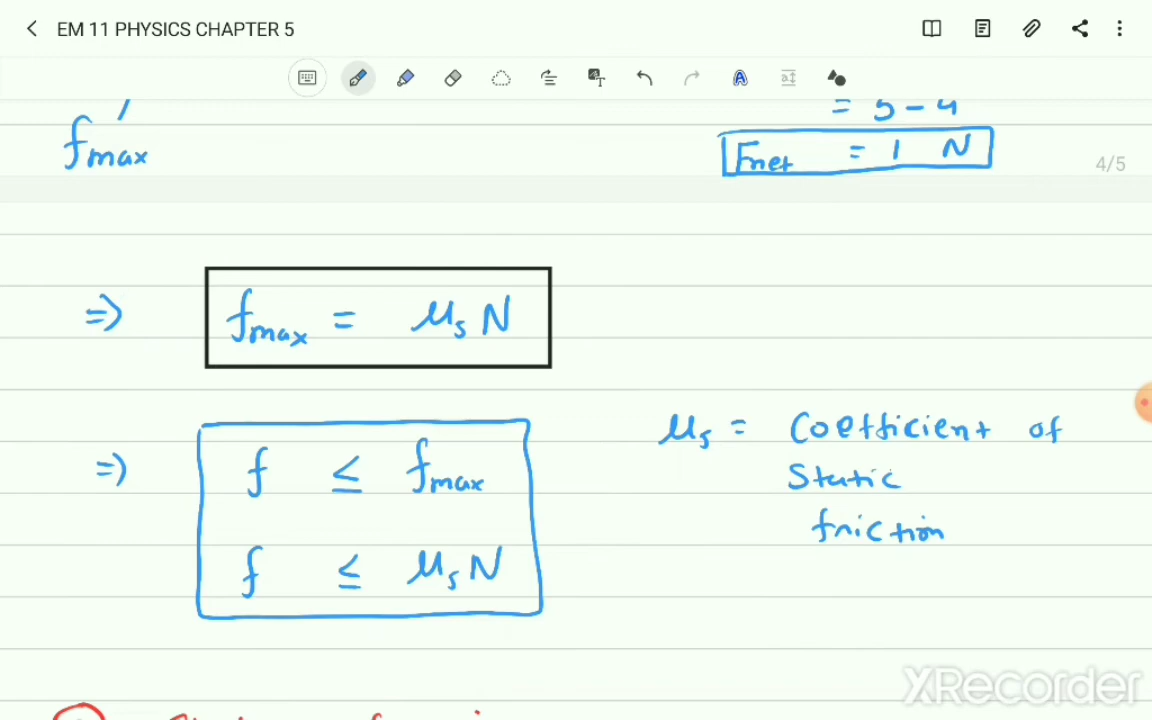 EM 11 PHYSICS CHAPTER 5
= 5 - 4
fmax
Fnet = 1 N
4/5
=> fmax = μs N
=> f ≤ fmax
μs = Coefficient of
Static
friction
f ≤ μs N
XRecorder